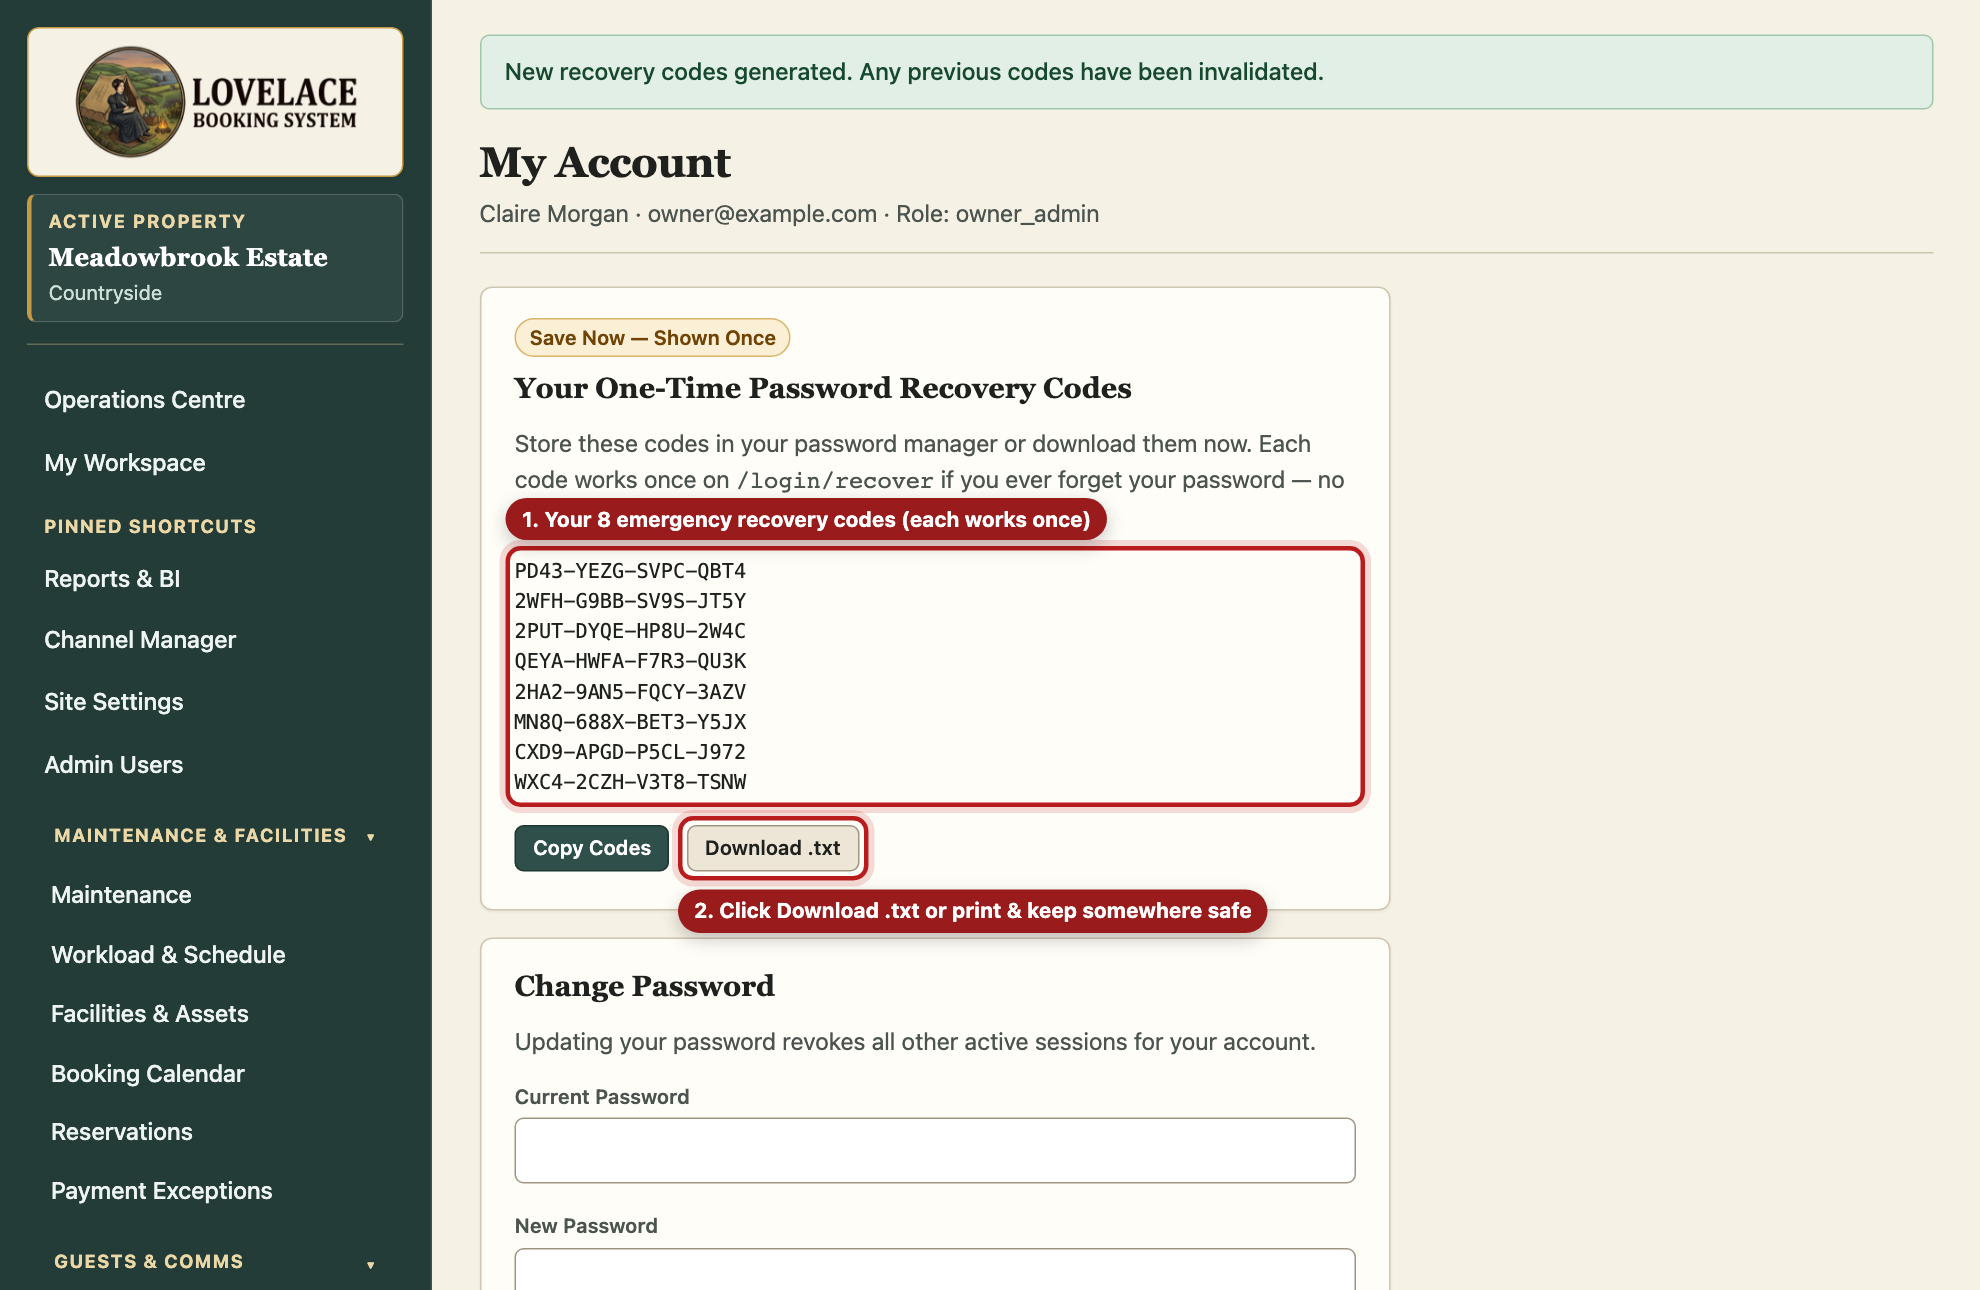 LOVELACE
BOOKING SYSTEM
ACTIVE PROPERTY
Meadowbrook Estate
Countryside
Operations Centre
My Workspace
PINNED SHORTCUTS
Reports & BI
Channel Manager
Site Settings
Admin Users
MAINTENANCE & FACILITIES ▾
Maintenance
Workload & Schedule
Facilities & Assets
Booking Calendar
Reservations
Payment Exceptions
GUESTS & COMMS ▾
New recovery codes generated. Any previous codes have been invalidated.
My Account
Claire Morgan · owner@example.com · Role: owner_admin
Save Now — Shown Once
Your One-Time Password Recovery Codes
Store these codes in your password manager or download them now. Each
code works once on /login/recover if you ever forget your password — no
1. Your 8 emergency recovery codes (each works once)
PD43-YEZG-SVPC-QBT4
2WFH-G9BB-SV9S-JT5Y
2PUT-DYQE-HP8U-2W4C
QEYA-HWFA-F7R3-QU3K
2HA2-9AN5-FQCY-3AZV
MN8Q-688X-BET3-Y5JX
CXD9-APGD-P5CL-J972
WXC4-2CZH-V3T8-TSNW
Copy Codes
Download .txt
2. Click Download .txt or print & keep somewhere safe
Change Password
Updating your password revokes all other active sessions for your account.
Current Password
New Password